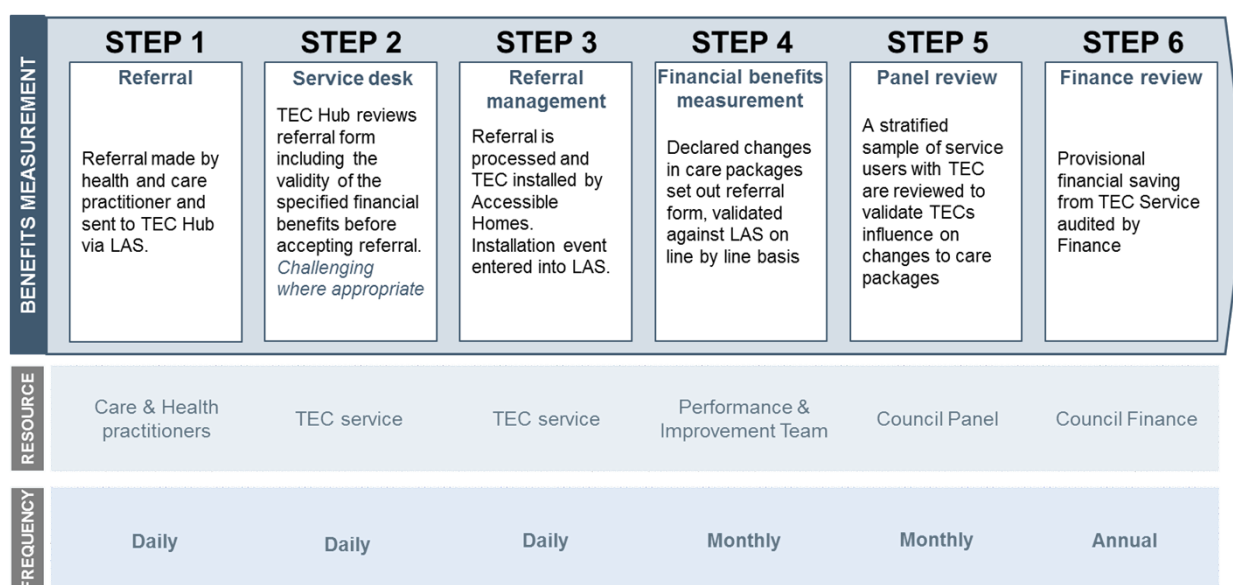 BENEFITS MEASUREMENT
STEP 1
Referral
Referral made by
health and care
practitioner and
sent to TEC Hub
via LAS.
STEP 2
Service desk
TEC Hub reviews
referral form
including the
validity of the
specified financial
benefits before
accepting referral.
Challenging
where appropriate
STEP 3
Referral
management
Referral is
processed and
TEC installed by
Accessible
Homes.
Installation event
entered into LAS.
STEP 4
Financial benefits
measurement
Declared changes
in care packages
set out referral
form, validated
against LAS on
line by line basis
STEP 5
Panel review
A stratified
sample of service
users with TEC
are reviewed to
validate TECs
influence on
changes to care
packages
STEP 6
Finance review
Provisional
financial saving
from TEC Service
audited by
Finance
RESOURCE
Care & Health
practitioners
TEC service
TEC service
Performance &
Improvement Team
Council Panel
Council Finance
FREQUENCY
Daily
Daily
Daily
Monthly
Monthly
Annual